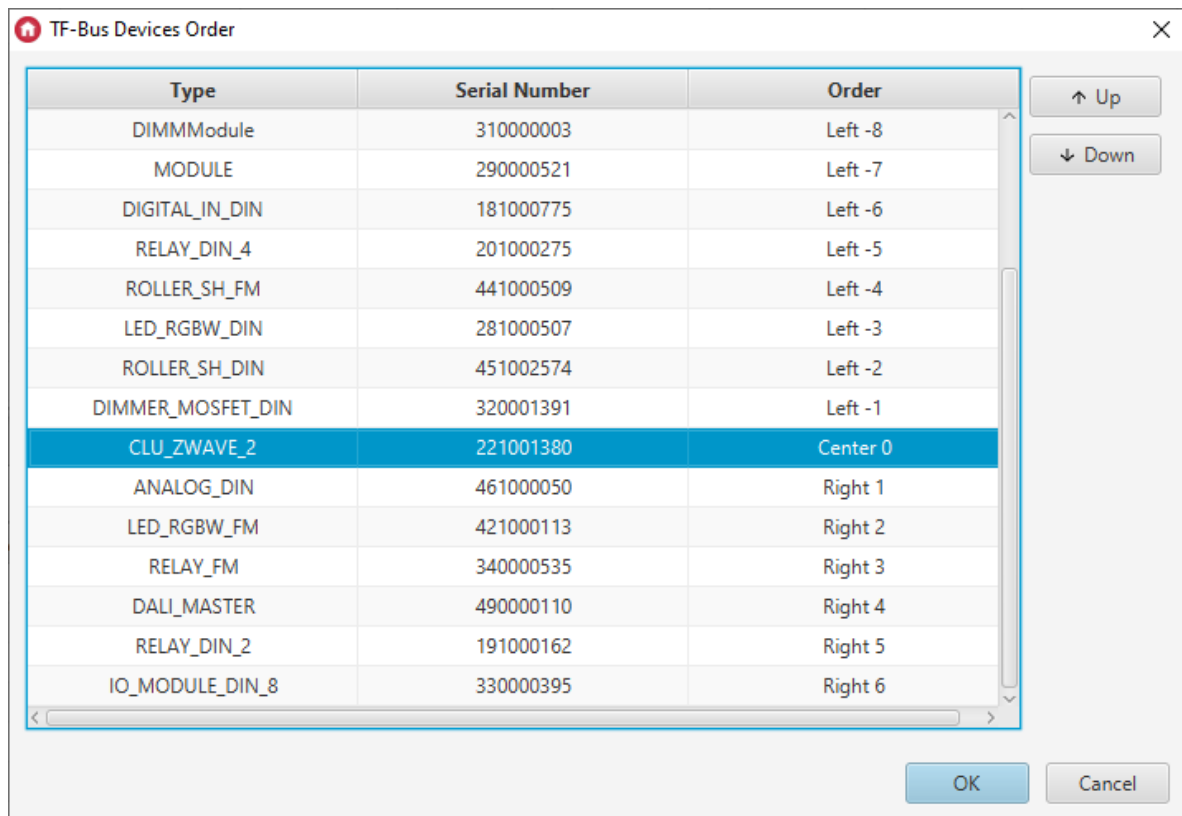 TF-Bus Devices Order
Type Serial Number Order
↑ Up
DIMMModule 310000003 Left -8
↓ Down
MODULE 290000521 Left -7
DIGITAL_IN_DIN 181000775 Left -6
RELAY_DIN_4 201000275 Left -5
ROLLER_SH_FM 441000509 Left -4
LED_RGBW_DIN 281000507 Left -3
ROLLER_SH_DIN 451002574 Left -2
DIMMER_MOSFET_DIN 320001391 Left -1
CLU_ZWAVE_2 221001380 Center 0
ANALOG_DIN 461000050 Right 1
LED_RGBW_FM 421000113 Right 2
RELAY_FM 340000535 Right 3
DALI_MASTER 490000110 Right 4
RELAY_DIN_2 191000162 Right 5
IO_MODULE_DIN_8 330000395 Right 6
OK Cancel